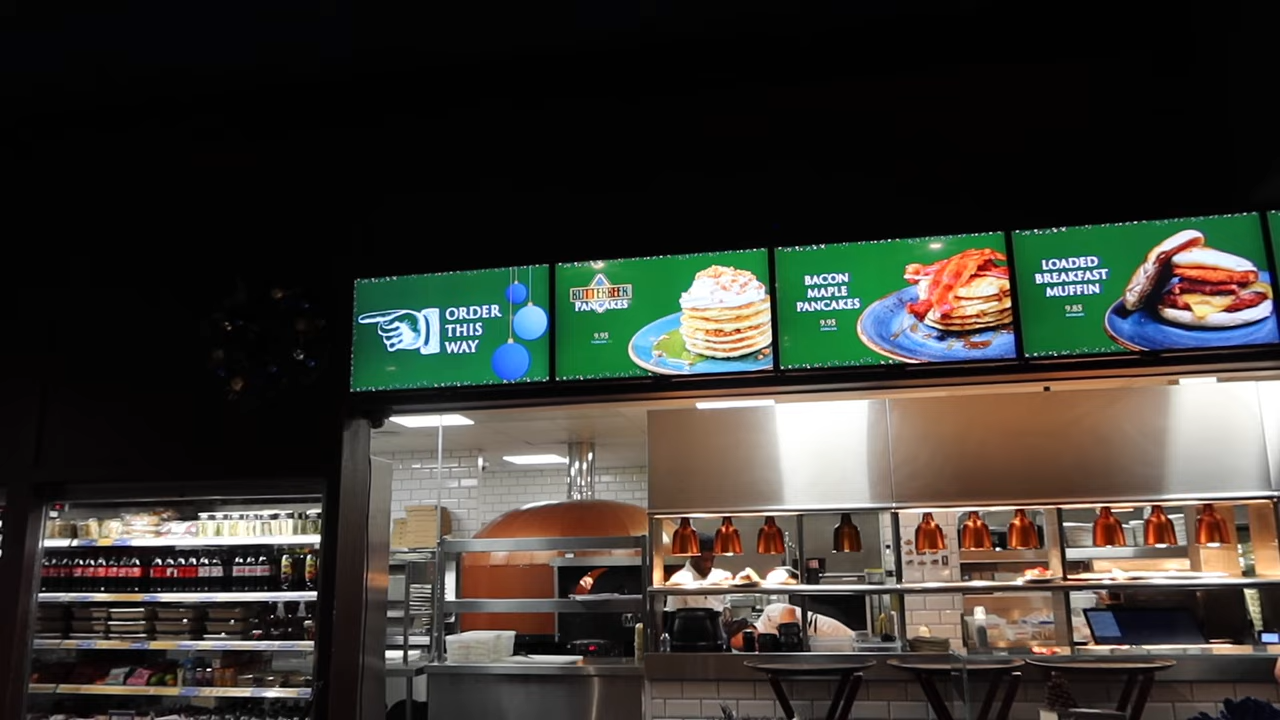 ORDER
THIS
WAY
BUTTERBEER
PANCAKES
9.95
BACON
MAPLE
PANCAKES
9.95
LOADED
BREAKFAST
MUFFIN
9.85